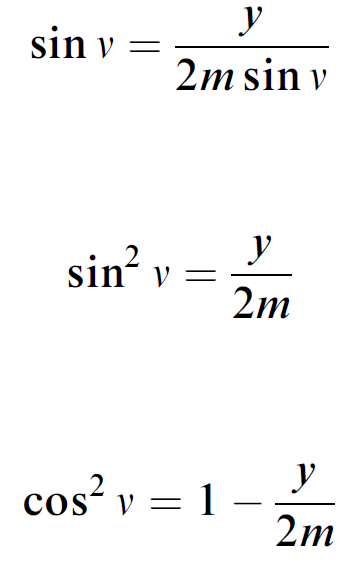 sin v = y / (2m sin v)
sin² v = y / (2m)
cos² v = 1 − y / (2m)